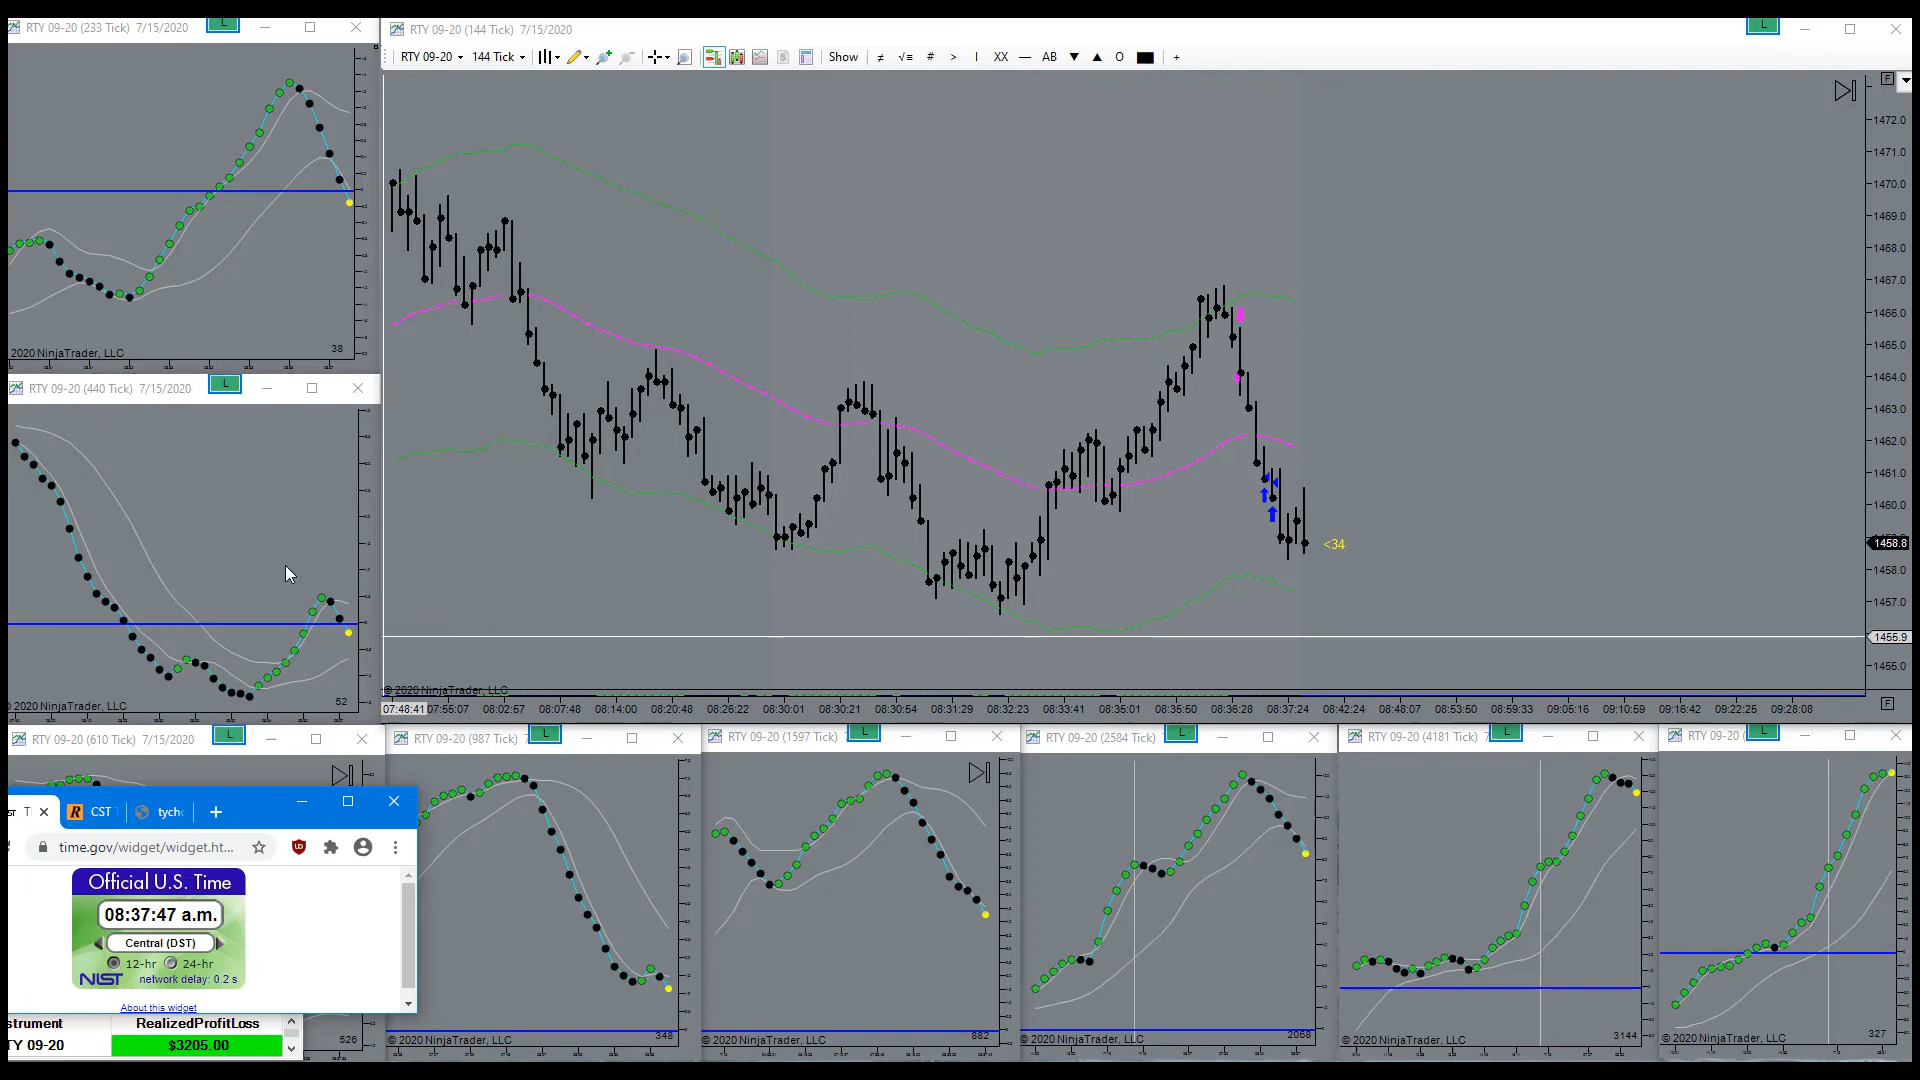 RTY 09-20 (233 Tick) 7/15/2020
L
2020 NinjaTrader, LLC
38
RTY 09-20 (440 Tick) 7/15/2020
L
2020 NinjaTrader, LLC
52
RTY 09-20 (144 Tick) 7/15/2020
L
RTY 09-20 144 Tick Show ≠ √≡ # > I XX — AB ▼ ▲ O +
F
1472.0
1471.0
1470.0
1469.0
1468.0
1467.0
1466.0
1465.0
1464.0
1463.0
1462.0
1461.0
1460.0
1458.8
1458.0
1457.0
1455.9
1455.0
<34
© 2020 NinjaTrader, LLC
07:48:41 07:55:07 08:02:57 08:07:48 08:14:00 08:20:48 08:26:22 08:30:01 08:30:21 08:30:54 08:31:29 08:32:23 08:33:41 08:35:01 08:35:50 08:36:28 08:37:24 08:42:24 08:48:07 08:53:50 08:59:33 09:05:16 09:10:59 09:16:42 09:22:25 09:28:08
F
RTY 09-20 (610 Tick) 7/15/2020
L
526
RTY 09-20 (987 Tick)
L
348
RTY 09-20 (1597 Tick)
L
© 2020 NinjaTrader, LLC
882
RTY 09-20 (2584 Tick)
L
© 2020 NinjaTrader, LLC
2068
RTY 09-20 (4181 Tick)
L
© 2020 NinjaTrader, LLC
3144
RTY 09-20 (
L
© 2020 NinjaTrader, LLC
327
CST
tych
time.gov/widget/widget.ht...
Official U.S. Time
08:37:47 a.m.
Central (DST)
12-hr 24-hr
NIST network delay: 0.2 s
About this widget
strument RealizedProfitLoss
TY 09-20 $3205.00